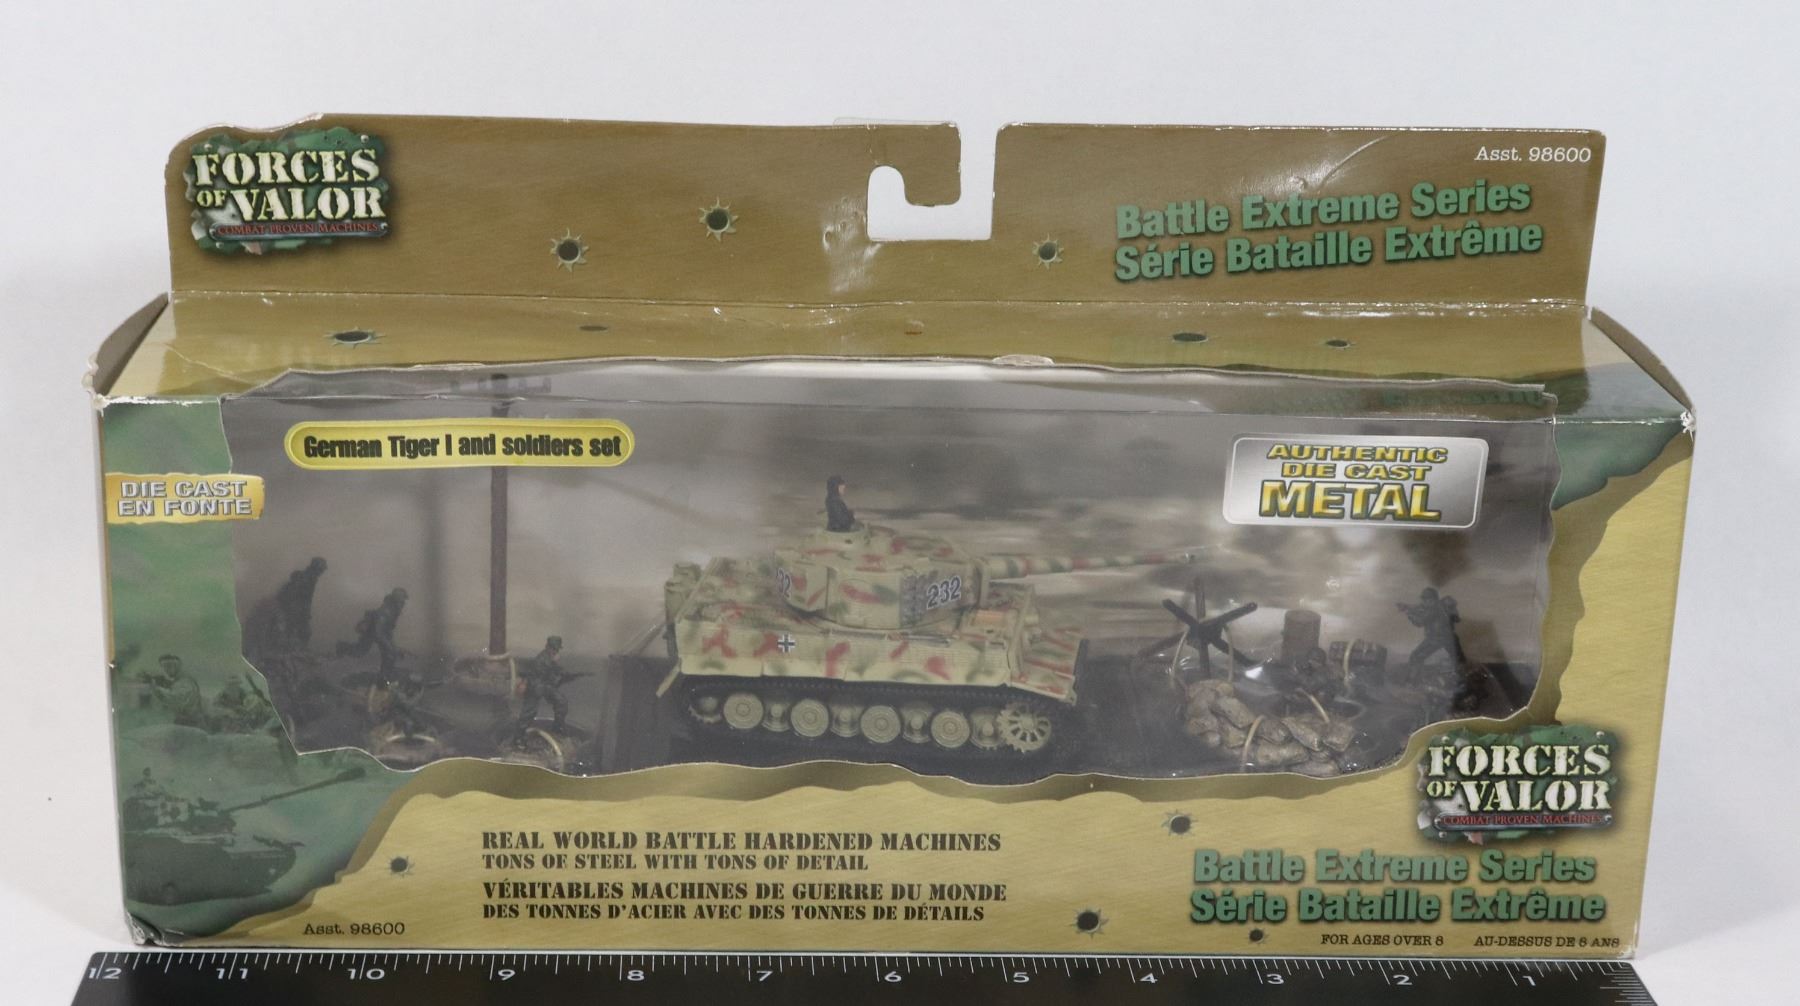 FORCES
OF VALOR
COMBAT PROVEN MACHINES
Asst. 98600
Battle Extreme Series
Série Bataille Extrême
German Tiger I and soldiers set
AUTHENTIC
DIE CAST
METAL
DIE CAST
EN FONTE
232
FORCES
OF VALOR
COMBAT PROVEN MACHINES
REAL WORLD BATTLE HARDENED MACHINES
TONS OF STEEL WITH TONS OF DETAIL
VÉRITABLES MACHINES DE GUERRE DU MONDE
DES TONNES D'ACIER AVEC DES TONNES DE DÉTAILS
Battle Extreme Series
Série Bataille Extrême
Asst. 98600
FOR AGES OVER 8 AU-DESSUS DE 8 ANS
12 11 10 9 8 7 6 5 4 3 2 1